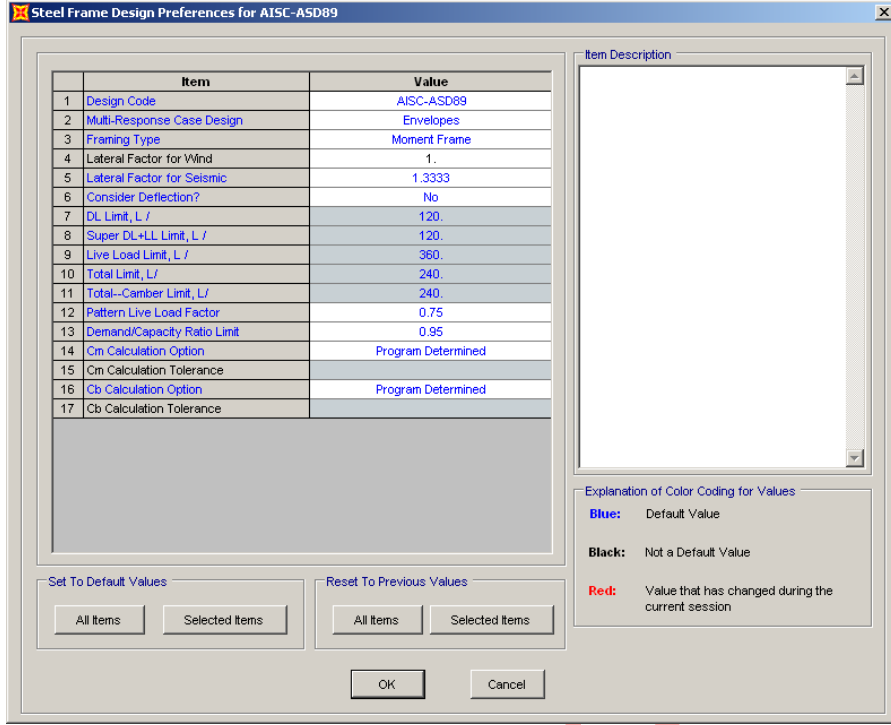 Steel Frame Design Preferences for AISC-ASD89
Item Value
1 Design Code AISC-ASD89
2 Multi-Response Case Design Envelopes
3 Framing Type Moment Frame
4 Lateral Factor for Wind 1.
5 Lateral Factor for Seismic 1.3333
6 Consider Deflection? No
7 DL Limit, L / 120.
8 Super DL+LL Limit, L / 120.
9 Live Load Limit, L / 360.
10 Total Limit, L/ 240.
11 Total--Camber Limit, L/ 240.
12 Pattern Live Load Factor 0.75
13 Demand/Capacity Ratio Limit 0.95
14 Cm Calculation Option Program Determined
15 Cm Calculation Tolerance
16 Cb Calculation Option Program Determined
17 Cb Calculation Tolerance
Item Description
Explanation of Color Coding for Values
Blue: Default Value
Black: Not a Default Value
Red: Value that has changed during the
current session
Set To Default Values
All Items Selected Items
Reset To Previous Values
All Items Selected Items
OK Cancel